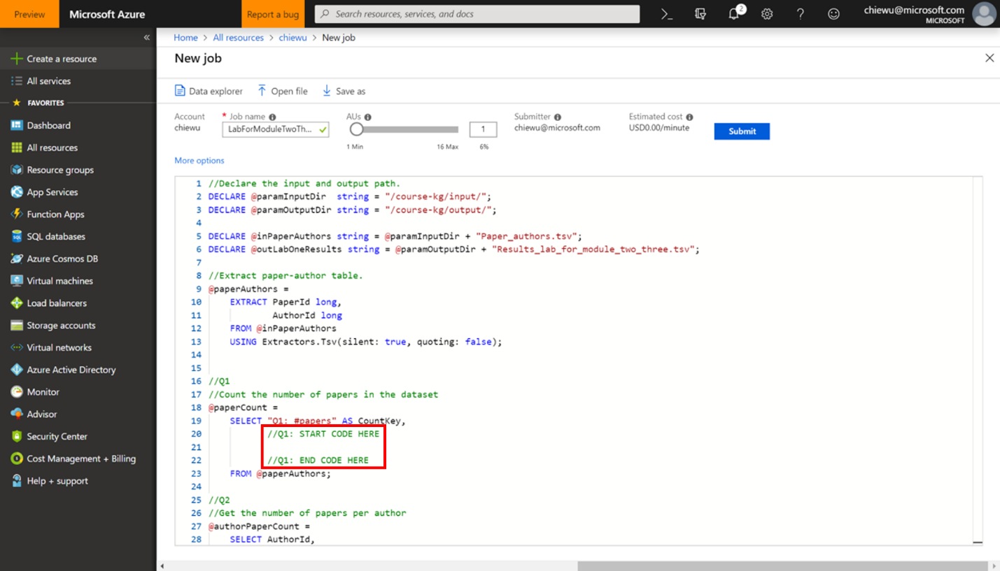 Preview
Microsoft Azure
Report a bug
Search resources, services, and docs
2
chiewu@microsoft.com
MICROSOFT
Create a resource
All services
FAVORITES
Dashboard
All resources
Resource groups
App Services
Function Apps
SQL databases
Azure Cosmos DB
Virtual machines
Load balancers
Storage accounts
Virtual networks
Azure Active Directory
Monitor
Advisor
Security Center
Cost Management + Billing
Help + support
Home > All resources > chiewu > New job
New job
Data explorer
Open file
Save as
Account
chiewu
* Job name
LabForModuleTwoTh...
AUs
1
1 Min
16 Max
6%
Submitter
chiewu@microsoft.com
Estimated cost
USD0.00/minute
Submit
More options
1 //Declare the input and output path.
2 DECLARE @paramInputDir  string = "/course-kg/input/";
3 DECLARE @paramOutputDir string = "/course-kg/output/";
4
5 DECLARE @inPaperAuthors string = @paramInputDir + "Paper_authors.tsv";
6 DECLARE @outLabOneResults string = @paramOutputDir + "Results_lab_for_module_two_three.tsv";
7
8 //Extract paper-author table.
9 @paperAuthors =
10 EXTRACT PaperId long,
11 AuthorId long
12 FROM @inPaperAuthors
13 USING Extractors.Tsv(silent: true, quoting: false);
14
15
16 //Q1
17 //Count the number of papers in the dataset
18 @paperCount =
19 SELECT "Q1: #papers" AS CountKey,
20 //Q1: START CODE HERE
21
22 //Q1: END CODE HERE
23 FROM @paperAuthors;
24
25 //Q2
26 //Get the number of papers per author
27 @authorPaperCount =
28 SELECT AuthorId,